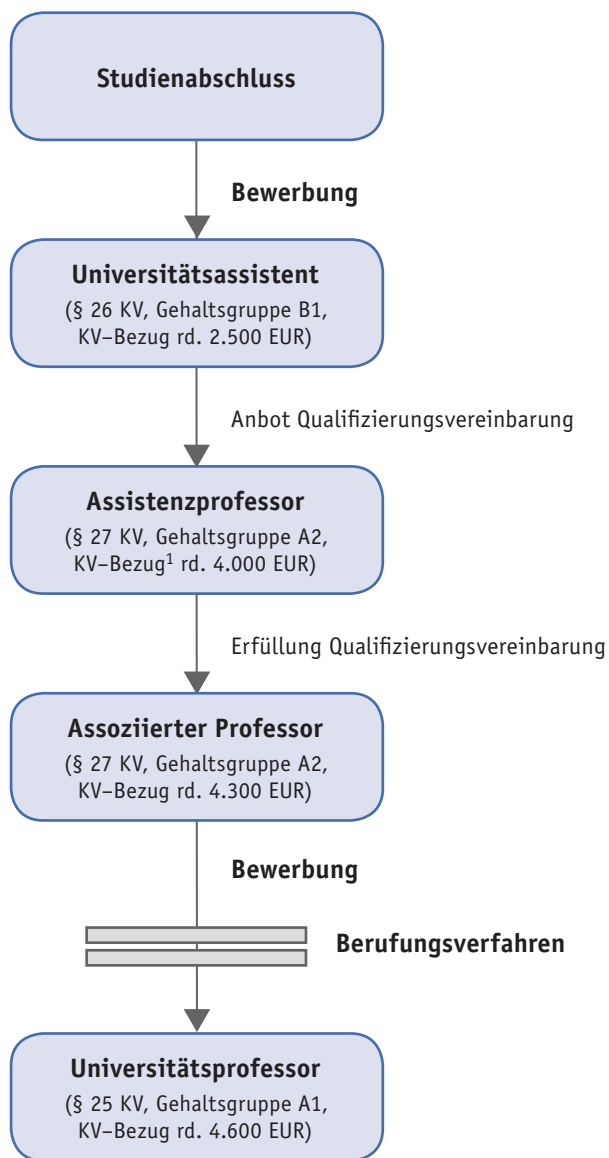 Studienabschluss
Bewerbung
Universitätsassistent
(§ 26 KV, Gehaltsgruppe B1,
KV–Bezug rd. 2.500 EUR)
Anbot Qualifizierungsvereinbarung
Assistenzprofessor
(§ 27 KV, Gehaltsgruppe A2,
KV–Bezug¹ rd. 4.000 EUR)
Erfüllung Qualifizierungsvereinbarung
Assoziierter Professor
(§ 27 KV, Gehaltsgruppe A2,
KV–Bezug rd. 4.300 EUR)
Bewerbung
Berufungsverfahren
Universitätsprofessor
(§ 25 KV, Gehaltsgruppe A1,
KV–Bezug rd. 4.600 EUR)